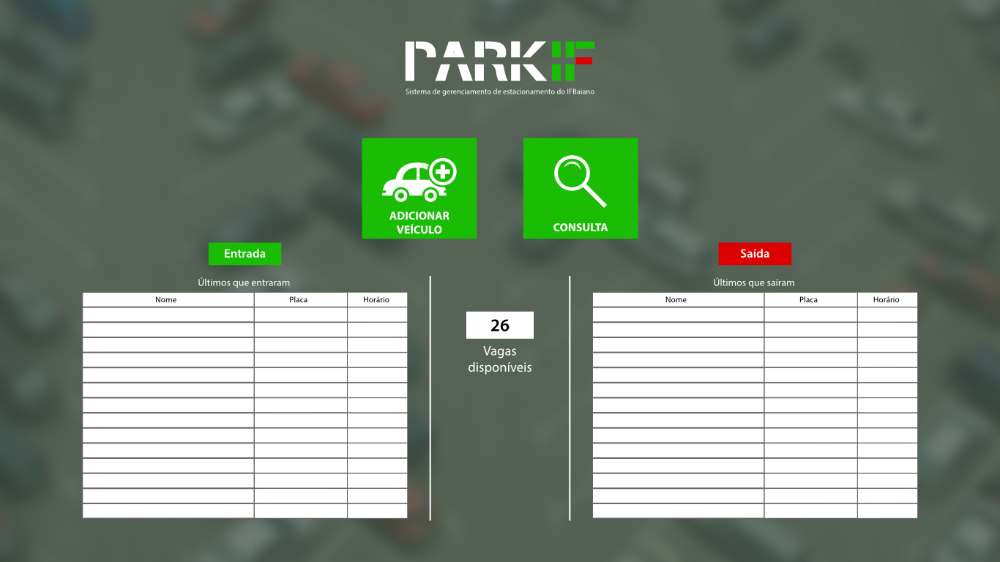 PARKIF
Sistema de gerenciamento de estacionamento do IFBaiano
ADICIONAR
VEÍCULO
CONSULTA
Entrada
Saída
Últimos que entraram
Últimos que saíram
Nome Placa Horário
Nome Placa Horário
26
Vagas
disponíveis